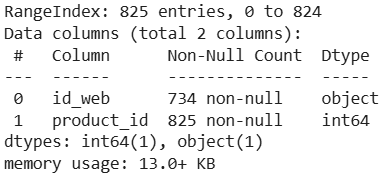 RangeIndex: 825 entries, 0 to 824
Data columns (total 2 columns):
 #   Column      Non-Null Count  Dtype
---  ------      --------------  -----
 0   id_web      734 non-null    object
 1   product_id  825 non-null    int64
dtypes: int64(1), object(1)
memory usage: 13.0+ KB